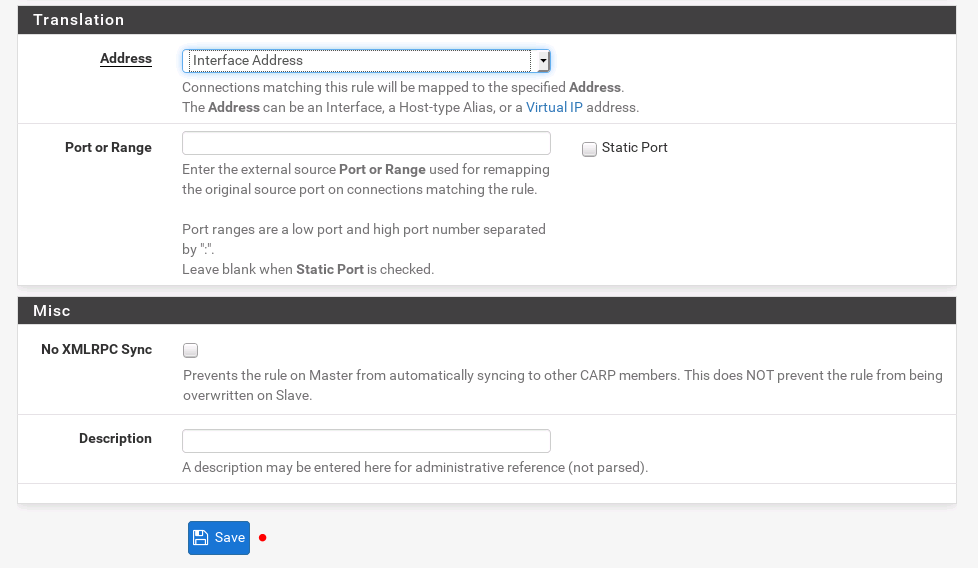 Translation
Address
Interface Address
Connections matching this rule will be mapped to the specified Address.
The Address can be an Interface, a Host-type Alias, or a Virtual IP address.
Port or Range
Static Port
Enter the external source Port or Range used for remapping
the original source port on connections matching the rule.
Port ranges are a low port and high port number separated
by ":".
Leave blank when Static Port is checked.
Misc
No XMLRPC Sync
Prevents the rule on Master from automatically syncing to other CARP members. This does NOT prevent the rule from being
overwritten on Slave.
Description
A description may be entered here for administrative reference (not parsed).
Save